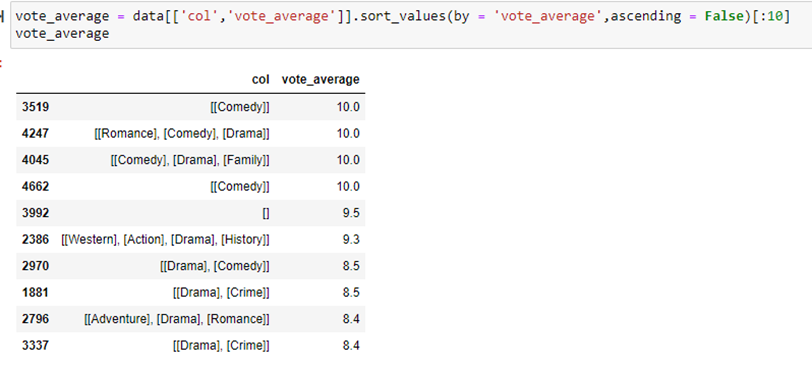 vote_average = data[['col','vote_average']].sort_values(by = 'vote_average',ascending = False)[:10]
vote_average
col vote_average
3519 [[Comedy]] 10.0
4247 [[Romance], [Comedy], [Drama]] 10.0
4045 [[Comedy], [Drama], [Family]] 10.0
4662 [[Comedy]] 10.0
3992 [] 9.5
2386 [[Western], [Action], [Drama], [History]] 9.3
2970 [[Drama], [Comedy]] 8.5
1881 [[Drama], [Crime]] 8.5
2796 [[Adventure], [Drama], [Romance]] 8.4
3337 [[Drama], [Crime]] 8.4